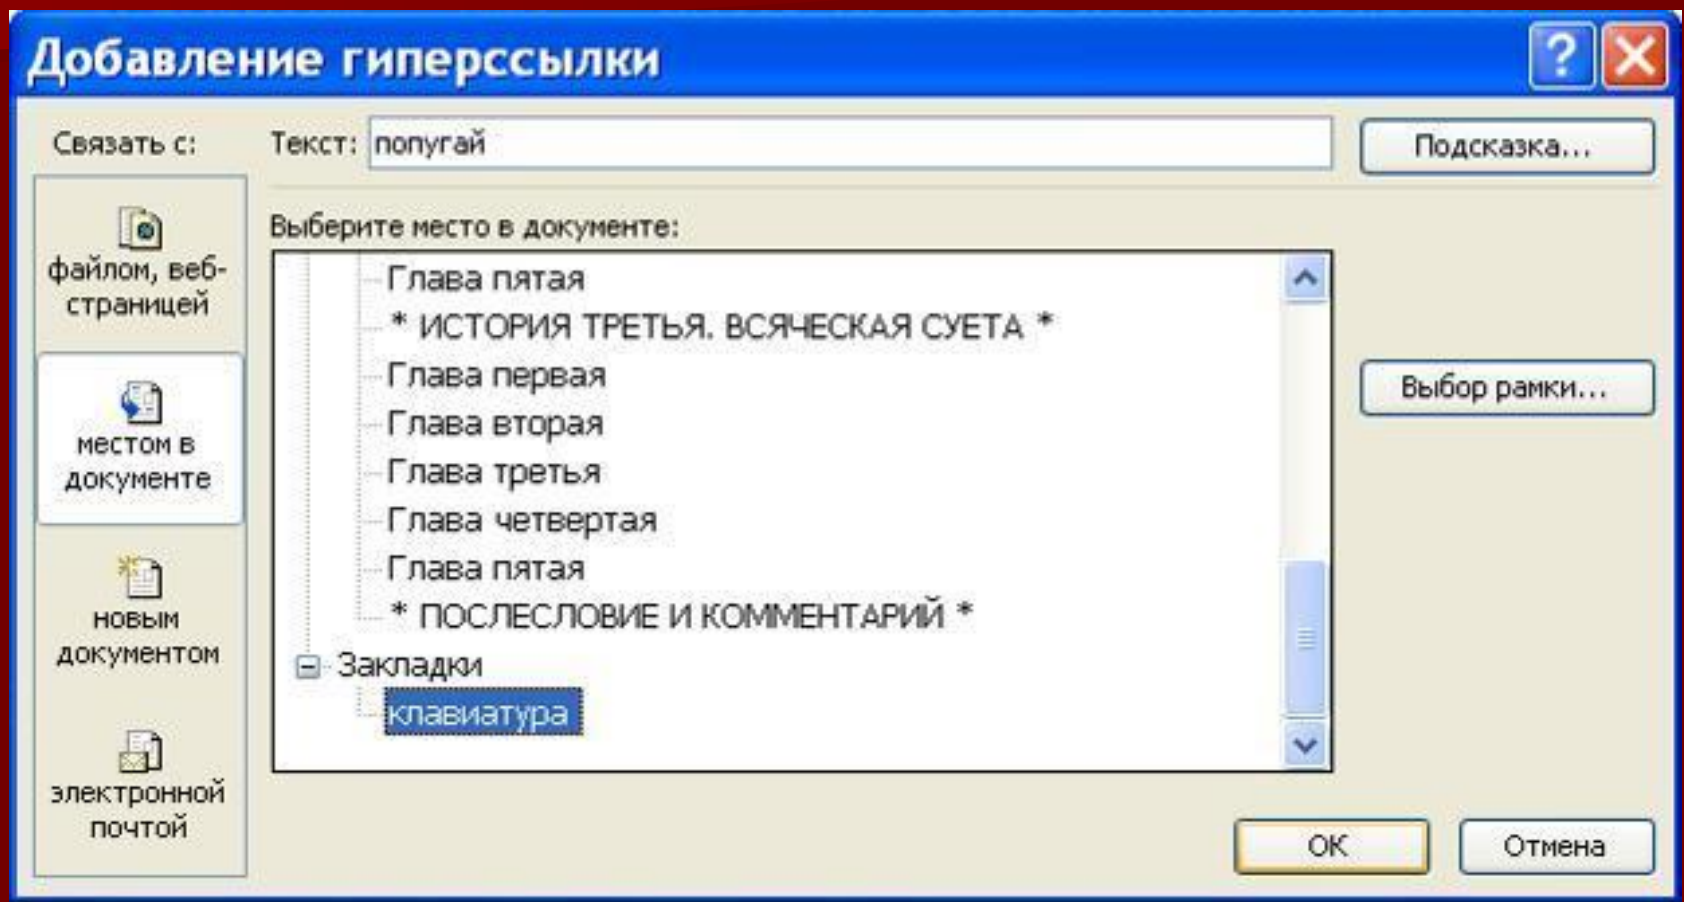 Добавление гиперссылки
Связать с:
Текст: попугай
Подсказка...
файлом, веб-
страницей
местом в
документе
новым
документом
электронной
почтой
Выберите место в документе:
Глава пятая
* ИСТОРИЯ ТРЕТЬЯ. ВСЯЧЕСКАЯ СУЕТА *
Глава первая
Глава вторая
Глава третья
Глава четвертая
Глава пятая
* ПОСЛЕСЛОВИЕ И КОММЕНТАРИЙ *
Закладки
клавиатура
Выбор рамки...
ОК
Отмена